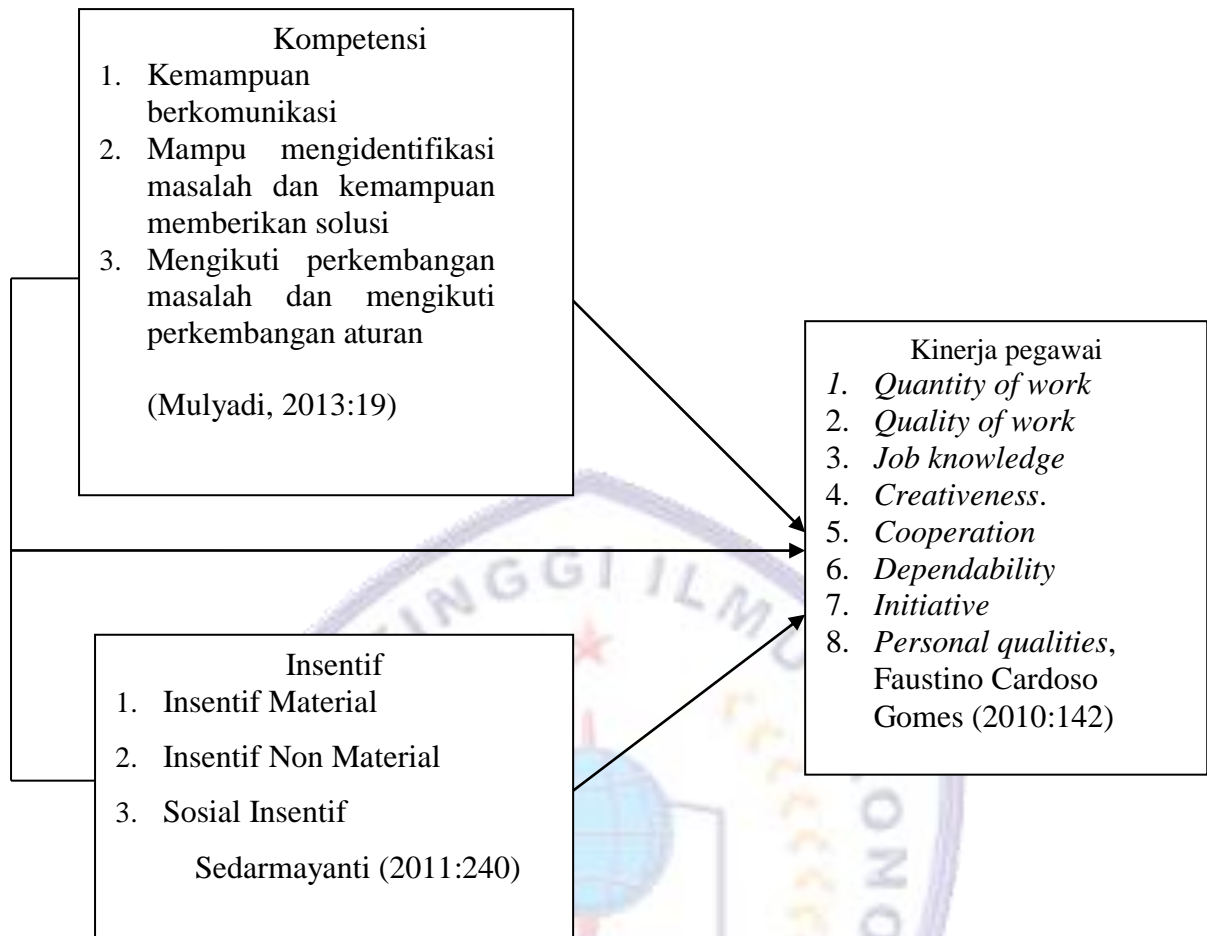 Kompetensi
1. Kemampuan
berkomunikasi
2. Mampu mengidentifikasi
masalah dan kemampuan
memberikan solusi
3. Mengikuti perkembangan
masalah dan mengikuti
perkembangan aturan
(Mulyadi, 2013:19)
Kinerja pegawai
1. Quantity of work
2. Quality of work
3. Job knowledge
4. Creativeness.
5. Cooperation
6. Dependability
7. Initiative
8. Personal qualities,
Faustino Cardoso
Gomes (2010:142)
Insentif
1. Insentif Material
2. Insentif Non Material
3. Sosial Insentif
Sedarmayanti (2011:240)